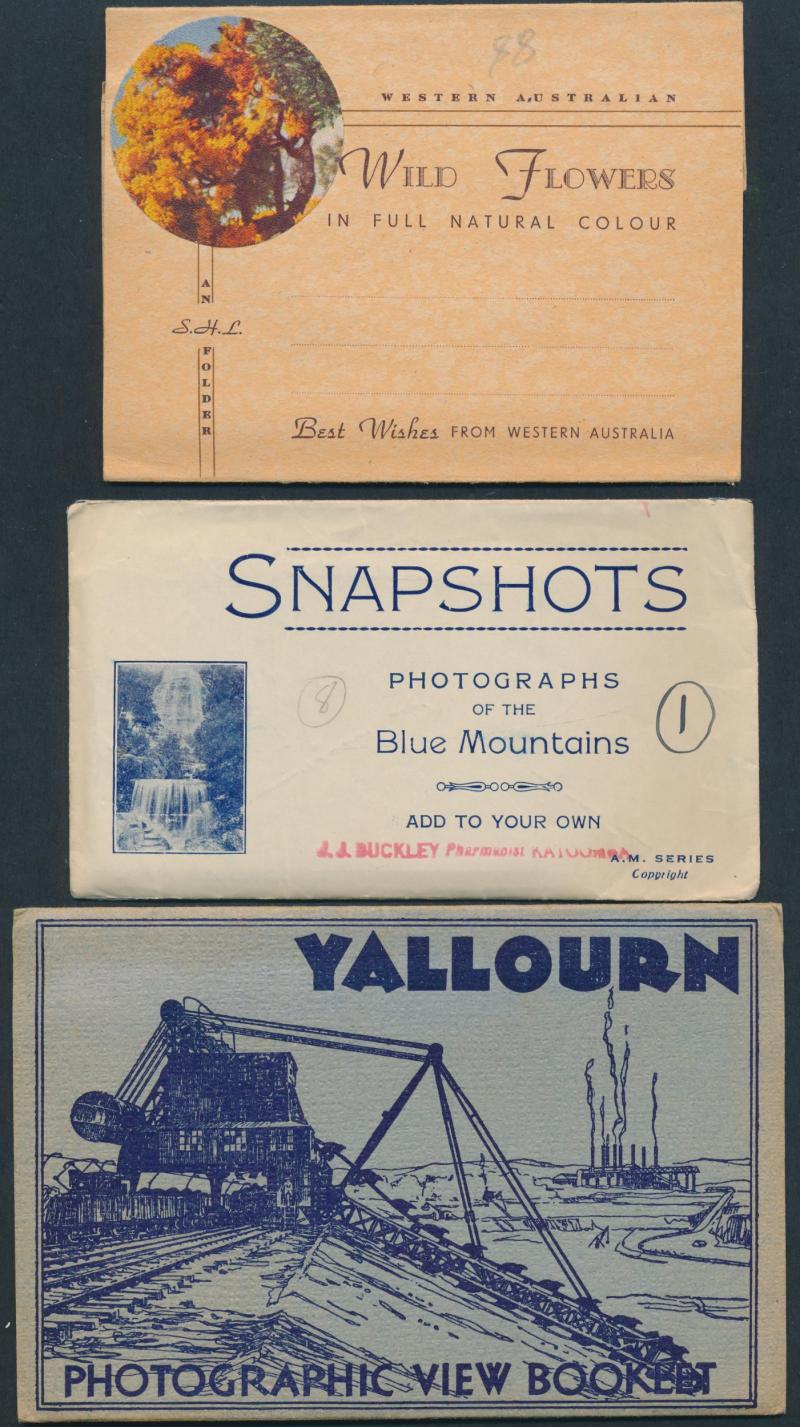 48
WESTERN AUSTRALIAN
WILD FLOWERS
IN FULL NATURAL COLOUR
AN
S.H.L.
FOLDER
Best Wishes FROM WESTERN AUSTRALIA
SNAPSHOTS
PHOTOGRAPHS
OF THE
Blue Mountains
8
1
ADD TO YOUR OWN
J. J. BUCKLEY Pharmacist KATOOMBA
A.M. SERIES
Copyright
YALLOURN
PHOTOGRAPHIC VIEW BOOKLET